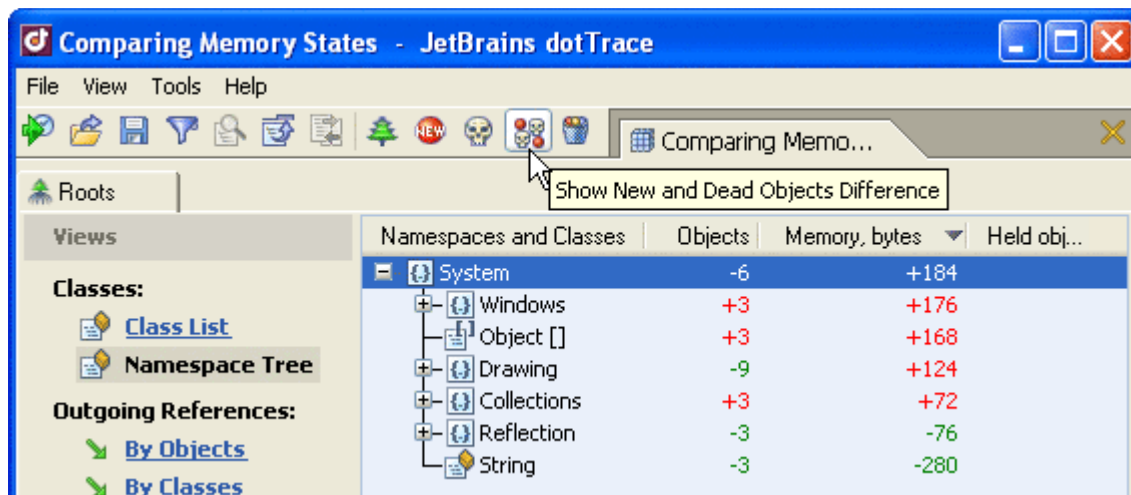 Comparing Memory States - JetBrains dotTrace
File View Tools Help
NEW
Comparing Memo...
Show New and Dead Objects Difference
Roots
Views
Classes:
Class List
Namespace Tree
Outgoing References:
By Objects
By Classes
Namespaces and Classes Objects Memory, bytes Held obj...
System -6 +184
Windows +3 +176
Object [] +3 +168
Drawing -9 +124
Collections +3 +72
Reflection -3 -76
String -3 -280